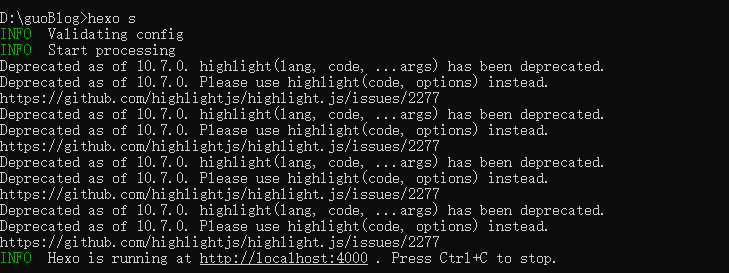 D:\guoBlog>hexo s
INFO  Validating config
INFO  Start processing
Deprecated as of 10.7.0. highlight(lang, code, ...args) has been deprecated.
Deprecated as of 10.7.0. Please use highlight(code, options) instead.
https://github.com/highlightjs/highlight.js/issues/2277
Deprecated as of 10.7.0. highlight(lang, code, ...args) has been deprecated.
Deprecated as of 10.7.0. Please use highlight(code, options) instead.
https://github.com/highlightjs/highlight.js/issues/2277
Deprecated as of 10.7.0. highlight(lang, code, ...args) has been deprecated.
Deprecated as of 10.7.0. Please use highlight(code, options) instead.
https://github.com/highlightjs/highlight.js/issues/2277
Deprecated as of 10.7.0. highlight(lang, code, ...args) has been deprecated.
Deprecated as of 10.7.0. Please use highlight(code, options) instead.
https://github.com/highlightjs/highlight.js/issues/2277
INFO  Hexo is running at http://localhost:4000 . Press Ctrl+C to stop.